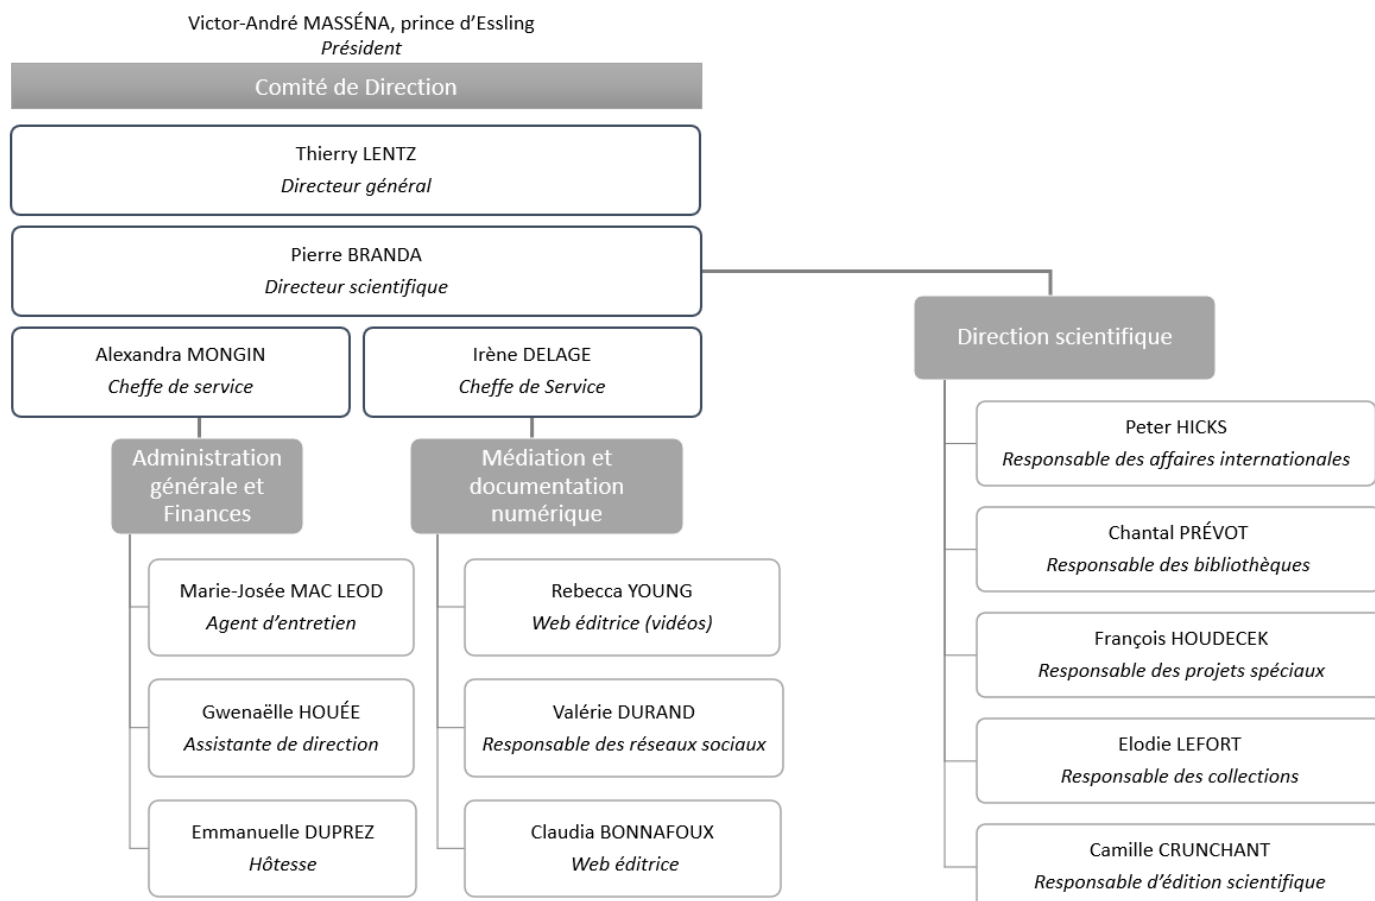 Victor-André MASSÉNA, prince d’Essling
Président
Comité de Direction
Thierry LENTZ
Directeur général
Pierre BRANDA
Directeur scientifique
Alexandra MONGIN
Cheffe de service
Irène DELAGE
Cheffe de Service
Administration
générale et
Finances
Marie-Josée MAC LEOD
Agent d’entretien
Gwenaëlle HOUÉE
Assistante de direction
Emmanuelle DUPREZ
Hôtesse
Médiation et
documentation
numérique
Rebecca YOUNG
Web éditrice (vidéos)
Valérie DURAND
Responsable des réseaux sociaux
Claudia BONNAFOUX
Web éditrice
Direction scientifique
Peter HICKS
Responsable des affaires internationales
Chantal PRÉVOT
Responsable des bibliothèques
François HOUDECEK
Responsable des projets spéciaux
Elodie LEFORT
Responsable des collections
Camille CRUNCHANT
Responsable d’édition scientifique